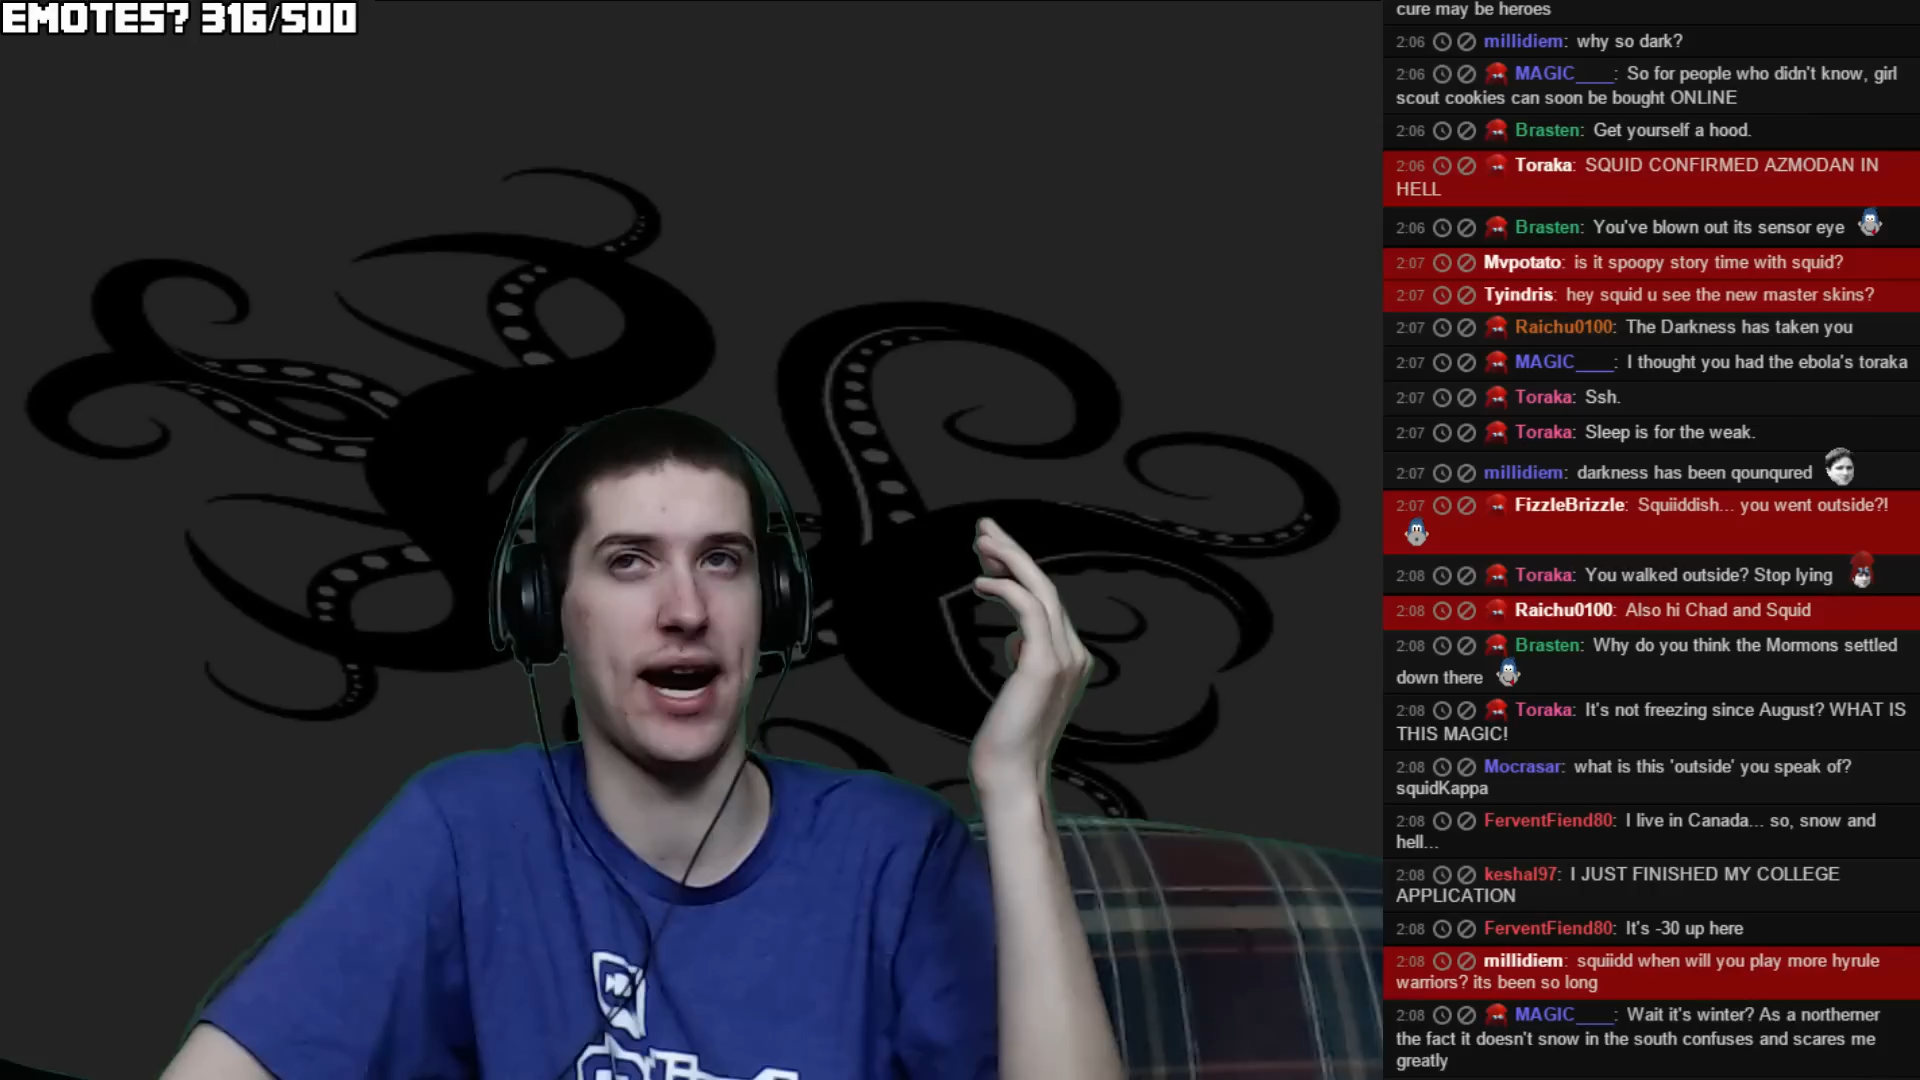 EMOTES? 316/500
cure may be heroes
2:06 millidiem: why so dark?
2:06 MAGIC____: So for people who didn't know, girl
scout cookies can soon be bought ONLINE
2:06 Brasten: Get yourself a hood.
2:06 Toraka: SQUID CONFIRMED AZMODAN IN
HELL
2:06 Brasten: You've blown out its sensor eye
2:07 Mvpotato: is it spoopy story time with squid?
2:07 Tyindris: hey squid u see the new master skins?
2:07 Raichu0100: The Darkness has taken you
2:07 MAGIC____: I thought you had the ebola's toraka
2:07 Toraka: Ssh.
2:07 Toraka: Sleep is for the weak.
2:07 millidiem: darkness has been qounqured
2:07 FizzleBrizzle: Squiiddish... you went outside?!
2:08 Toraka: You walked outside? Stop lying
2:08 Raichu0100: Also hi Chad and Squid
2:08 Brasten: Why do you think the Mormons settled
down there
2:08 Toraka: It's not freezing since August? WHAT IS
THIS MAGIC!
2:08 Mocrasar: what is this 'outside' you speak of?
squidKappa
2:08 FerventFiend80: I live in Canada... so, snow and
hell...
2:08 keshal97: I JUST FINISHED MY COLLEGE
APPLICATION
2:08 FerventFiend80: It's -30 up here
2:08 millidiem: squiidd when will you play more hyrule
warriors? its been so long
2:08 MAGIC____: Wait it's winter? As a northerner
the fact it doesn't snow in the south confuses and scares me
greatly